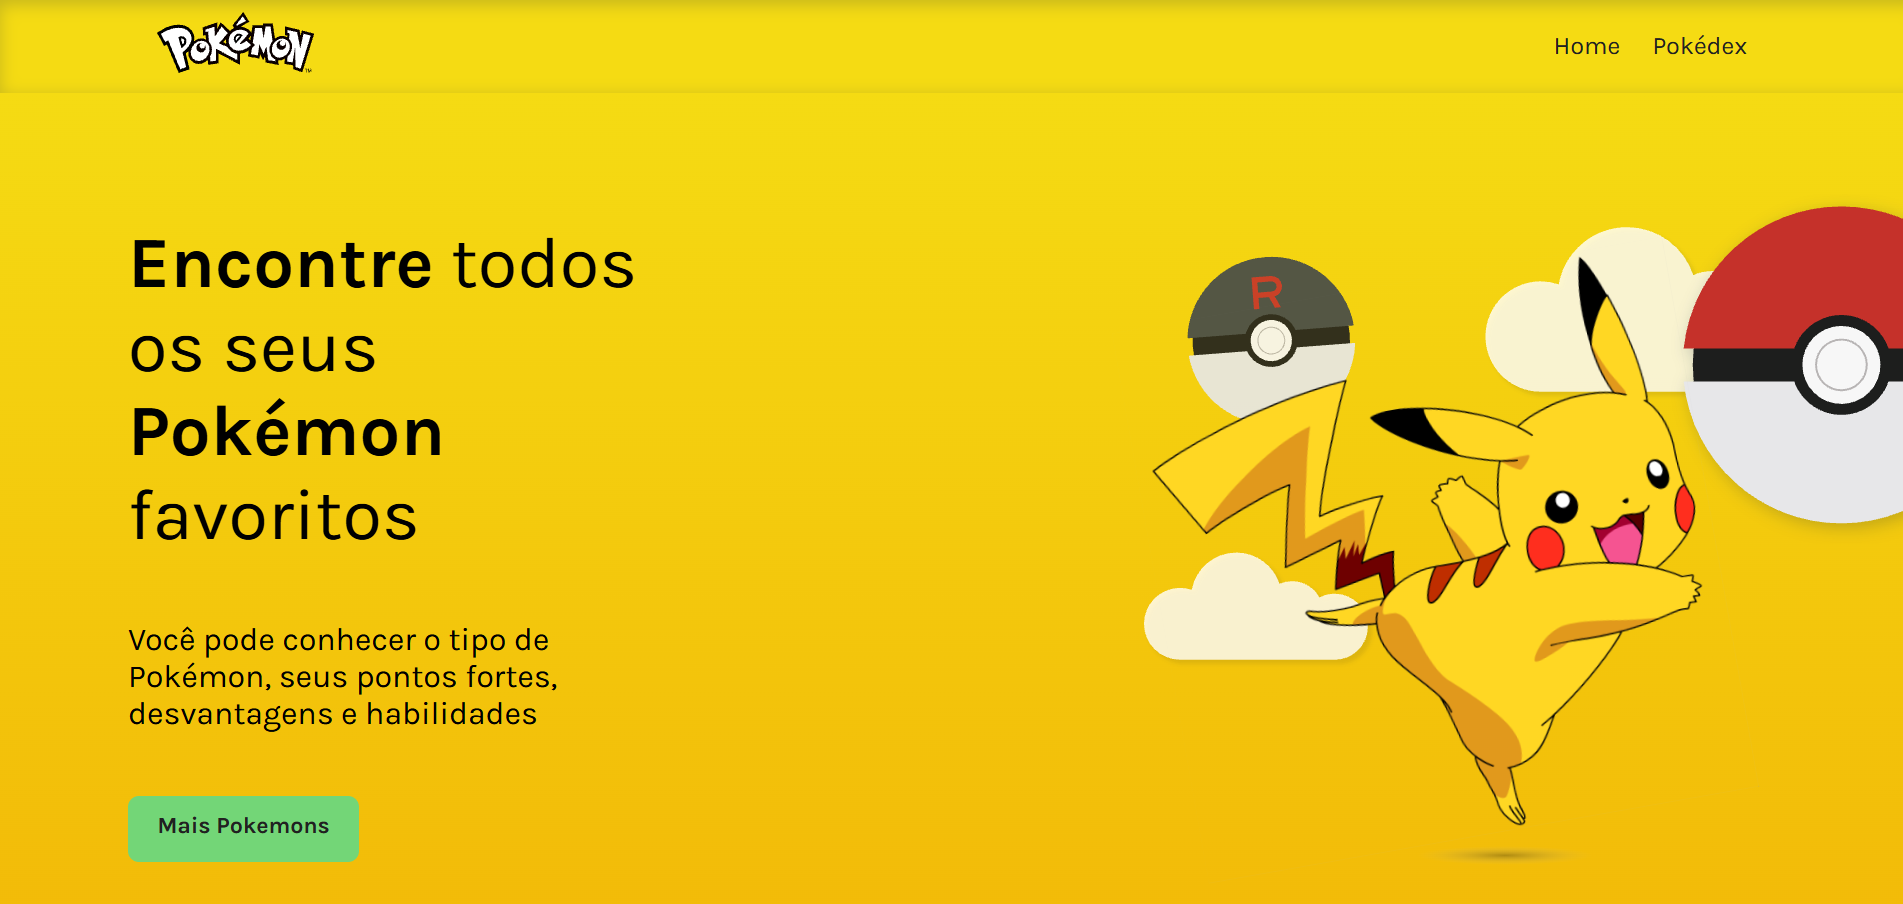 POKéMON
TM
Home
Pokédex
Encontre todos
os seus
Pokémon
favoritos
R
Você pode conhecer o tipo de
Pokémon, seus pontos fortes,
desvantagens e habilidades
Mais Pokemons